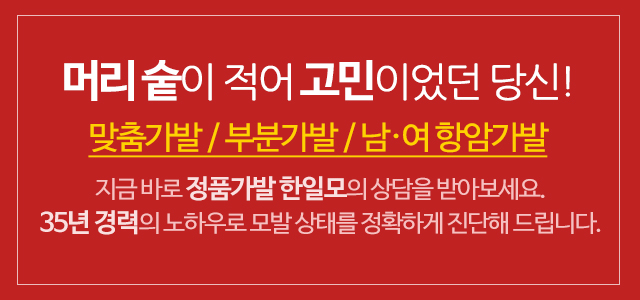 머리 숱이 적어 고민이었던 당신!
맞춤가발 / 부분가발 / 남·여 항암가발
지금 바로 정품가발 한일모의 상담을 받아보세요.
35년 경력의 노하우로 모발 상태를 정확하게 진단해 드립니다.